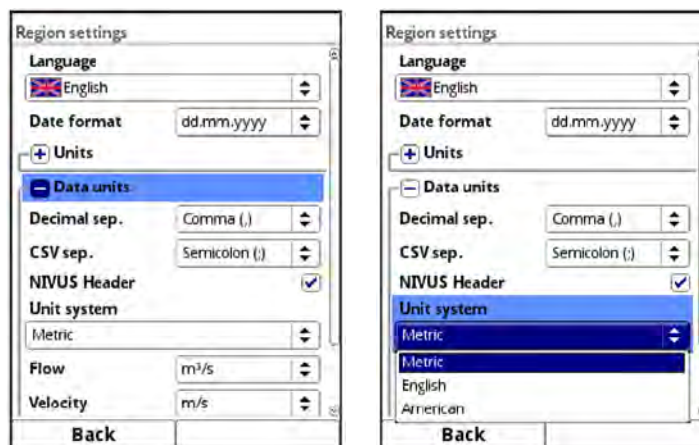 Region settings
Language
English
Date format dd.mm.yyyy
Units
Data units
Decimal sep. Comma (,)
CSV sep. Semicolon (;)
NIVUS Header
Unit system
Metric
Flow m³/s
Velocity m/s
Back
Region settings
Language
English
Date format dd.mm.yyyy
Units
Data units
Decimal sep. Comma (,)
CSV sep. Semicolon (;)
NIVUS Header
Unit system
Metric
Metric
English
American
Back